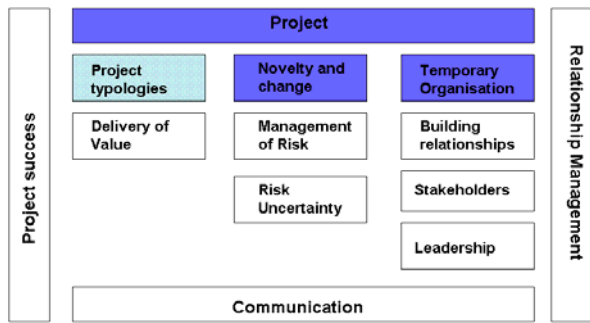 Project
Project success
Project
typologies
Novelty and
change
Temporary
Organisation
Relationship Management
Delivery of
Value
Management
of Risk
Building
relationships
Risk
Uncertainty
Stakeholders
Leadership
Communication